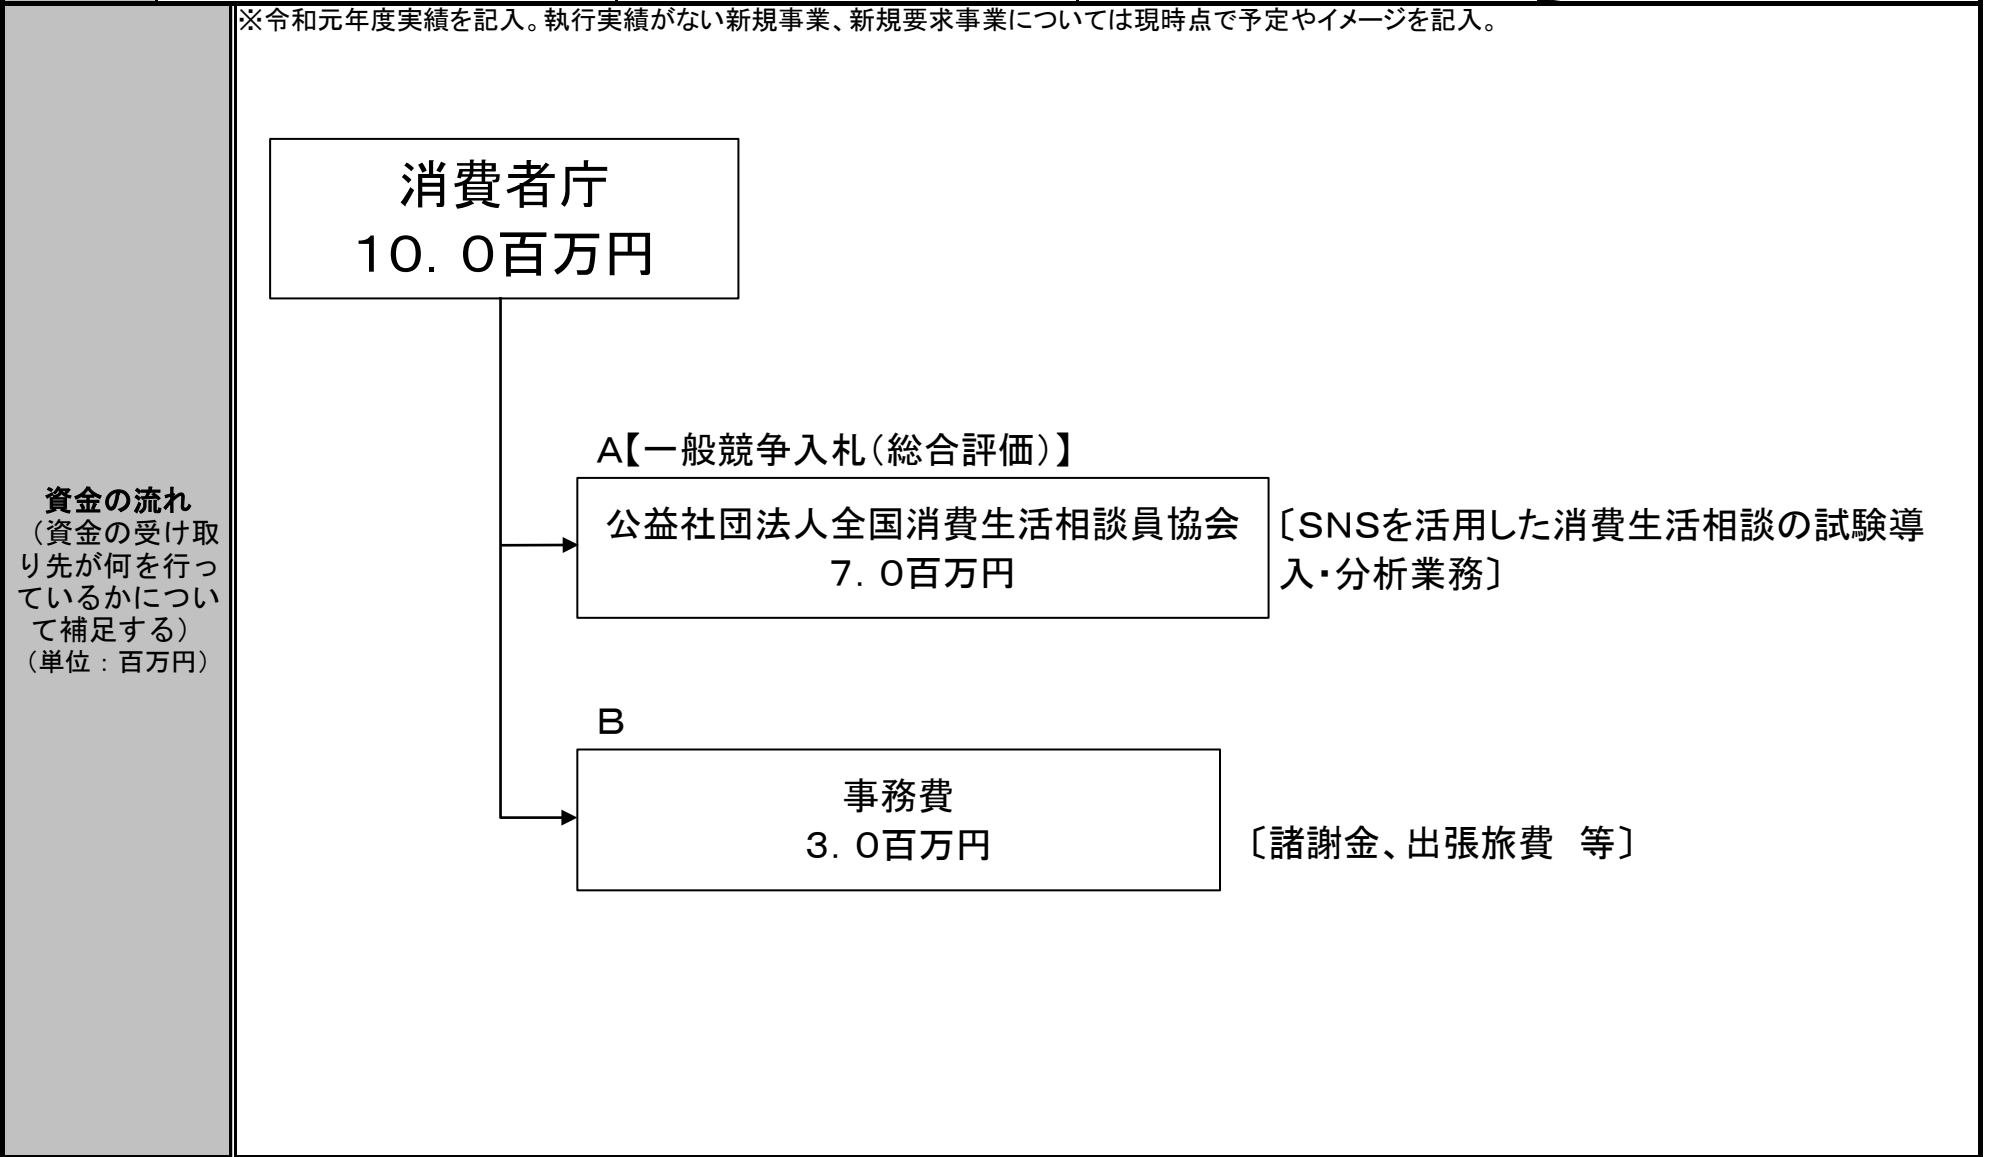 ※令和元年度実績を記入。執行実績がない新規事業、新規要求事業については現時点で予定やイメージを記入。
資金の流れ
（資金の受け取
り先が何を行っ
ているかについ
て補足する）
（単位：百万円）
消費者庁
１０．０百万円
A【一般競争入札（総合評価）】
公益社団法人全国消費生活相談員協会
７．０百万円
〔SNSを活用した消費生活相談の試験導
入・分析業務〕
B
事務費
３．０百万円
〔諸謝金、出張旅費　等〕